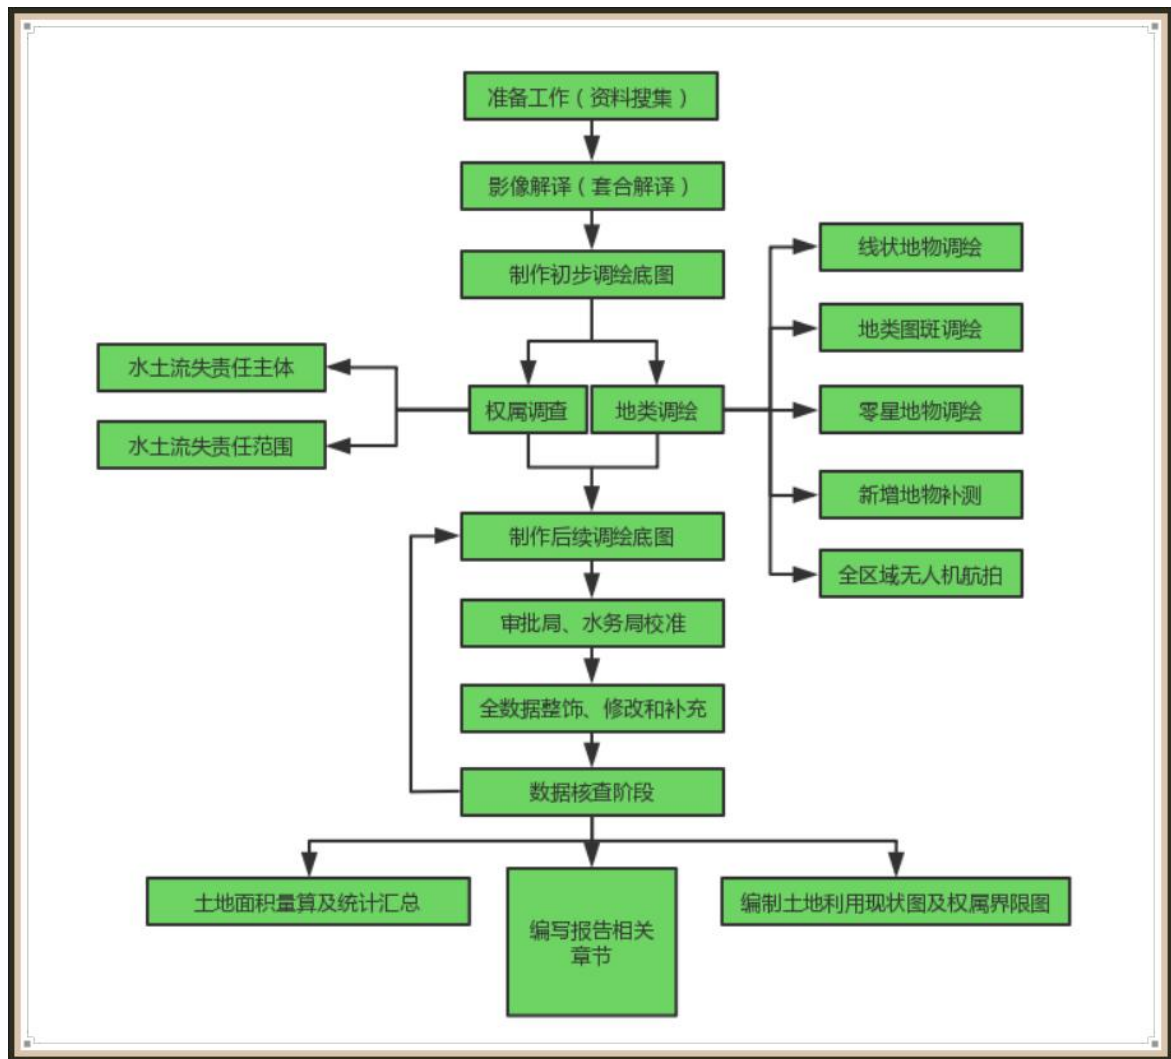 准备工作（资料搜集）
影像解译（套合解译）
制作初步调绘底图
线状地物调绘
地类图斑调绘
水土流失责任主体
权属调查
地类调绘
零星地物调绘
水土流失责任范围
新增地物补测
制作后续调绘底图
全区域无人机航拍
审批局、水务局校准
全数据整饰、修改和补充
数据核查阶段
土地面积量算及统计汇总
编写报告相关
章节
编制土地利用现状图及权属界限图